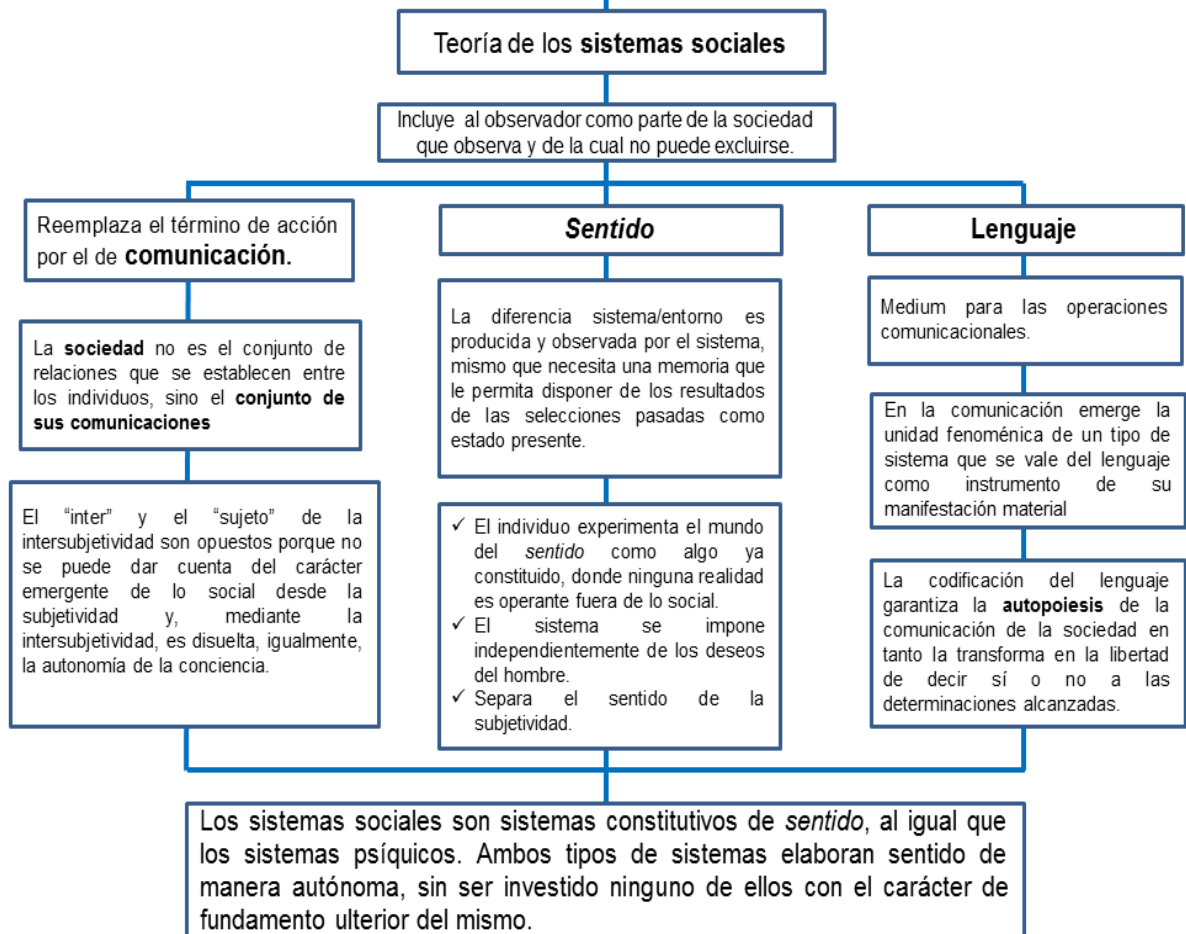 Teoría de los sistemas sociales
Incluye al observador como parte de la sociedad
que observa y de la cual no puede excluirse.
Reemplaza el término de acción
por el de comunicación.
La sociedad no es el conjunto de
relaciones que se establecen entre
los individuos, sino el conjunto de
sus comunicaciones
El “inter” y el “sujeto” de la
intersubjetividad son opuestos porque no
se puede dar cuenta del carácter
emergente de lo social desde la
subjetividad y, mediante la
intersubjetividad, es disuelta, igualmente,
la autonomía de la conciencia.
Sentido
La diferencia sistema/entorno es
producida y observada por el sistema,
mismo que necesita una memoria que
le permita disponer de los resultados
de las selecciones pasadas como
estado presente.
✓ El individuo experimenta el mundo
del sentido como algo ya
constituido, donde ninguna realidad
es operante fuera de lo social.
✓ El sistema se impone
independientemente de los deseos
del hombre.
✓ Separa el sentido de la
subjetividad.
Lenguaje
Medium para las operaciones
comunicacionales.
En la comunicación emerge la
unidad fenoménica de un tipo de
sistema que se vale del lenguaje
como instrumento de su
manifestación material
La codificación del lenguaje
garantiza la autopoiesis de la
comunicación de la sociedad en
tanto la transforma en la libertad
de decir sí o no a las
determinaciones alcanzadas.
Los sistemas sociales son sistemas constitutivos de sentido, al igual que
los sistemas psíquicos. Ambos tipos de sistemas elaboran sentido de
manera autónoma, sin ser investido ninguno de ellos con el carácter de
fundamento ulterior del mismo.